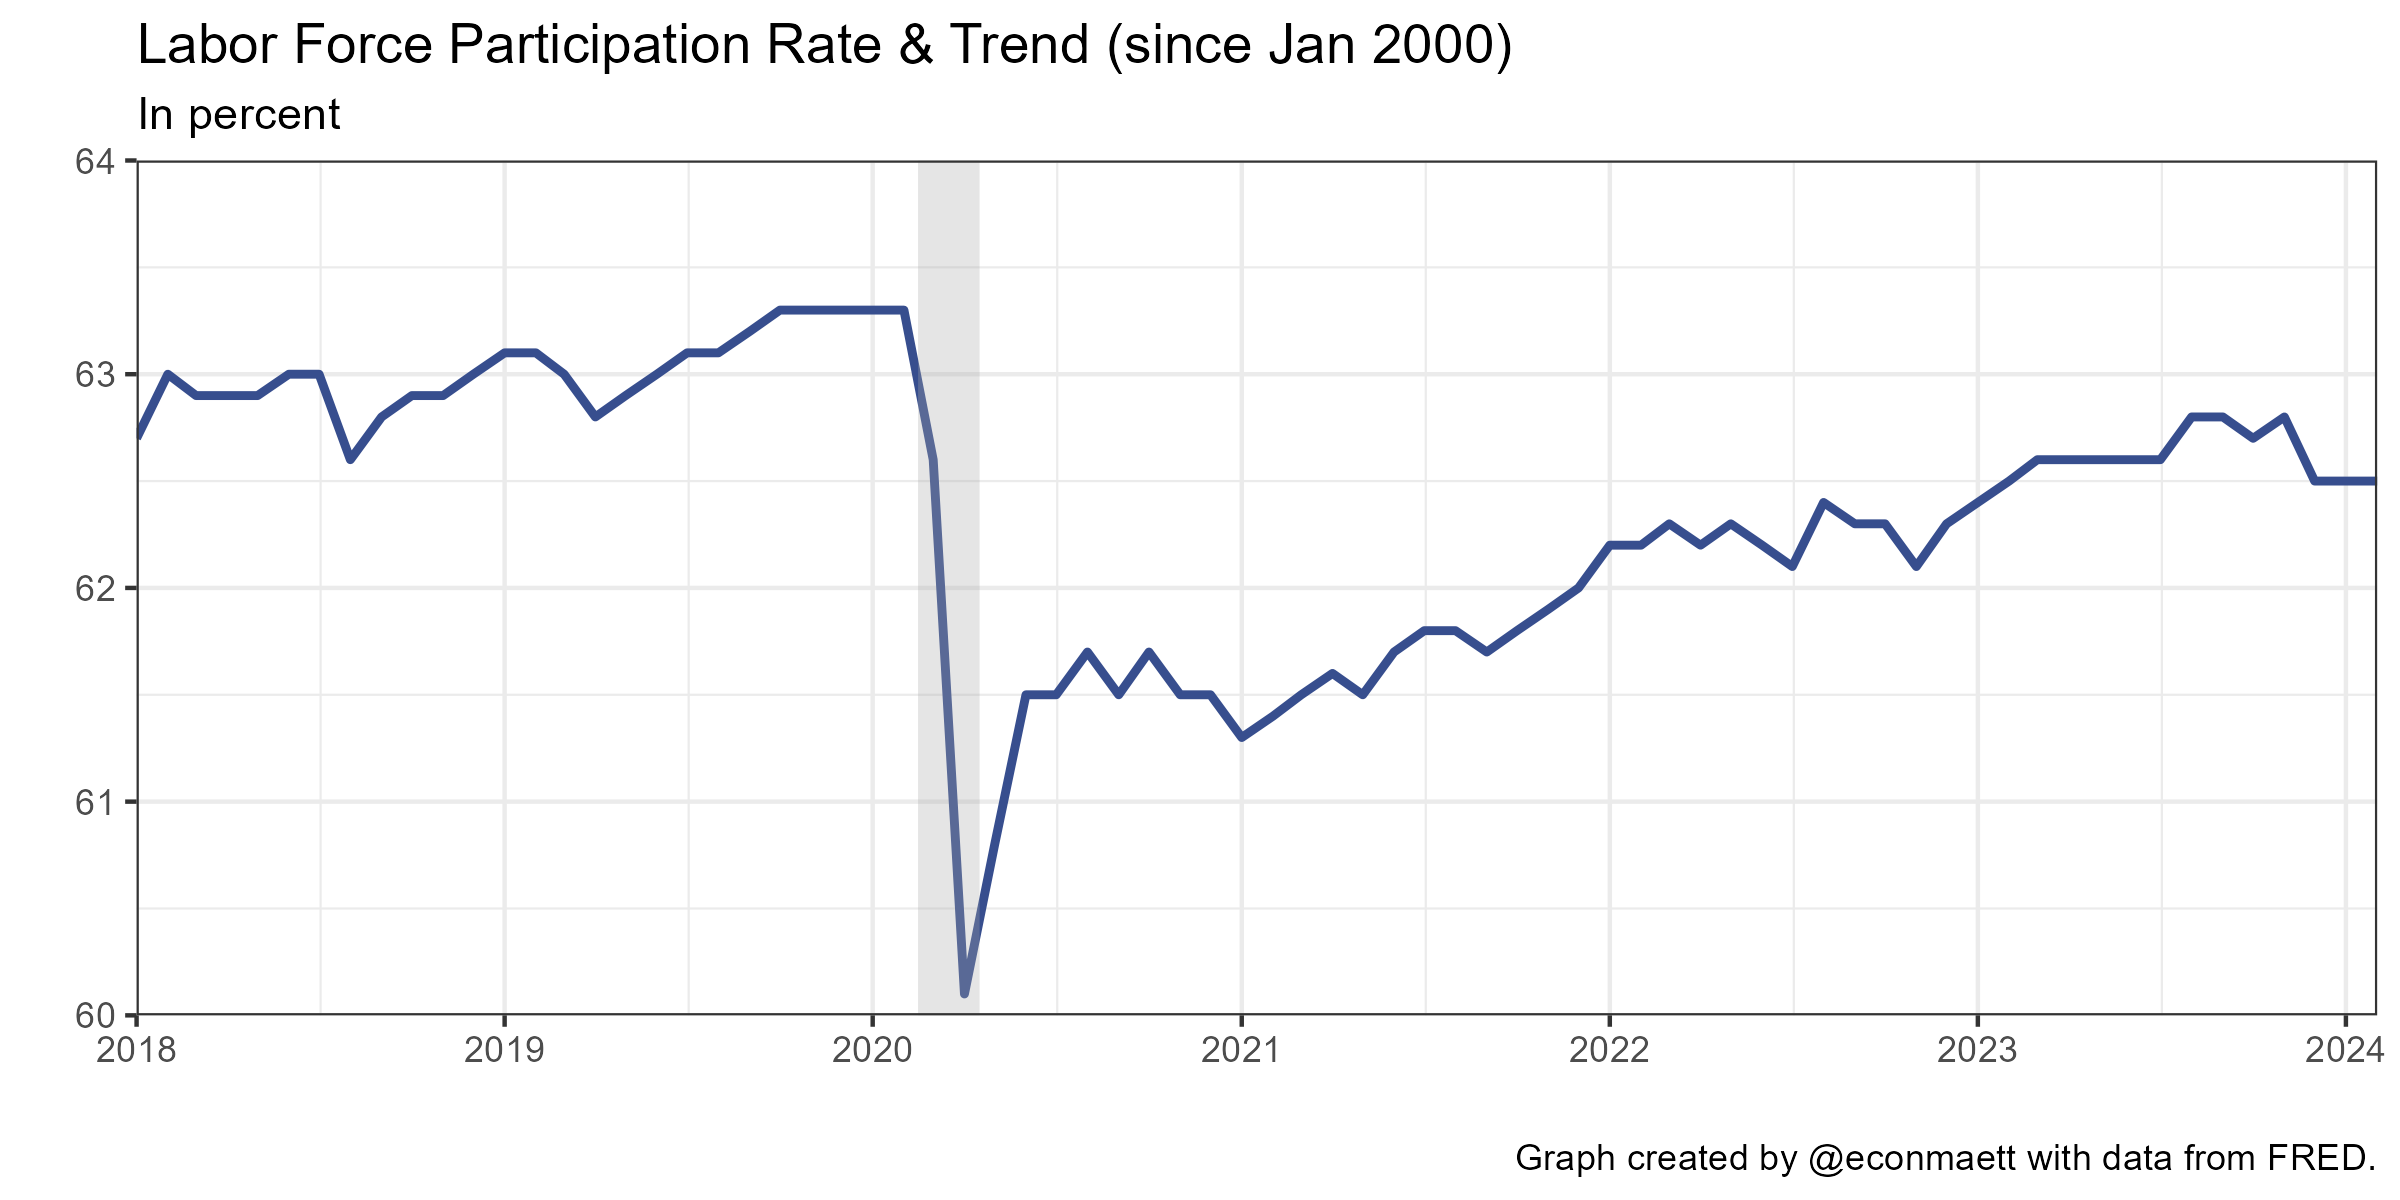 Labor Force Participation Rate & Trend (since Jan 2000)
In percent
64
63
62
61
60
2018 2019 2020 2021 2022 2023 2024
Graph created by @econmaett with data from FRED.